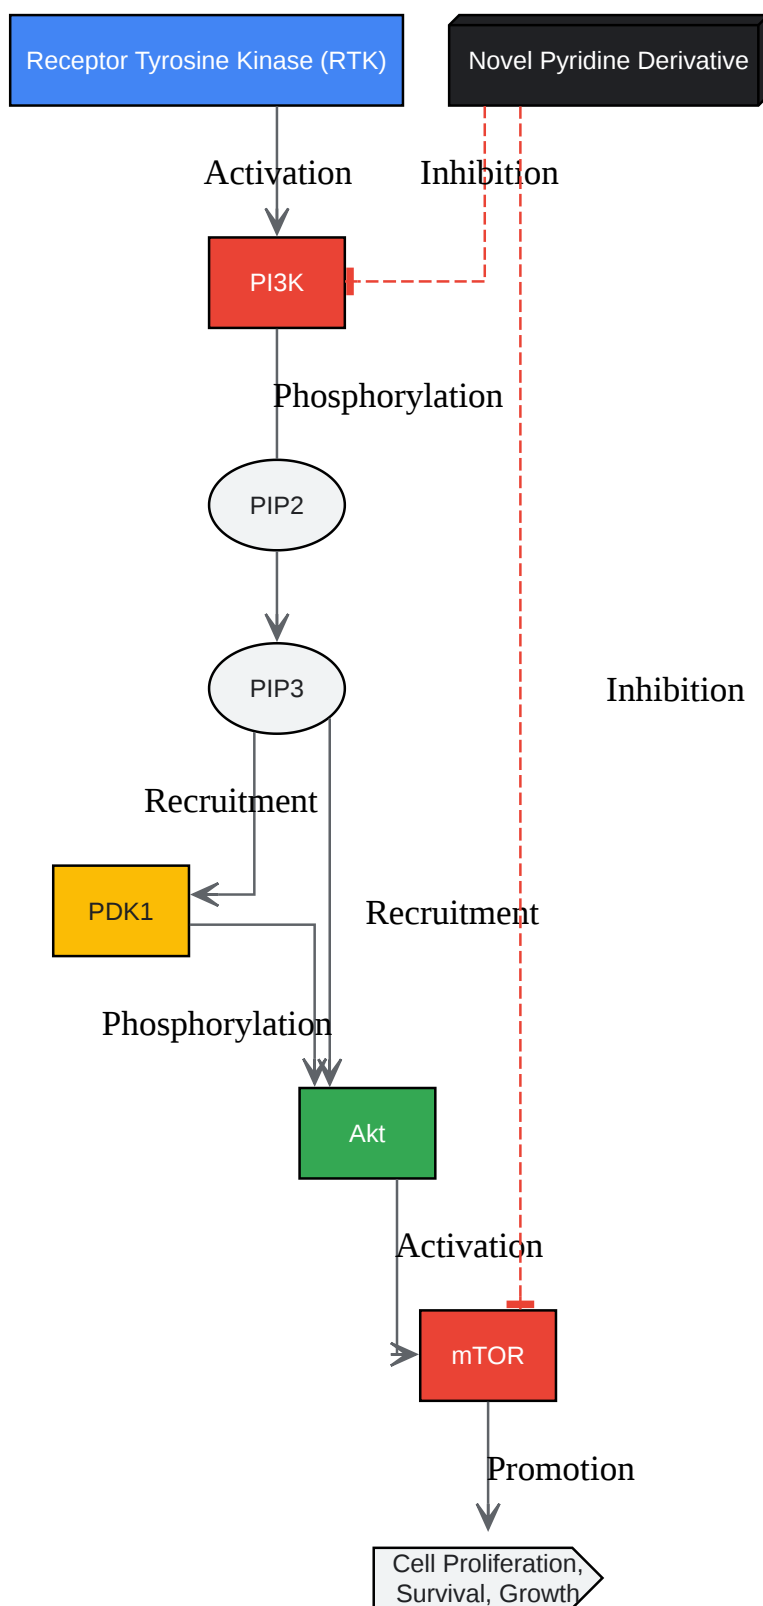 Receptor Tyrosine Kinase (RTK)
Novel Pyridine Derivative
Activation
Inhibition
PI3K
Phosphorylation
PIP2
PIP3
Inhibition
Recruitment
PDK1
Recruitment
Phosphorylation
Akt
Activation
mTOR
Promotion
Cell Proliferation,
Survival, Growth